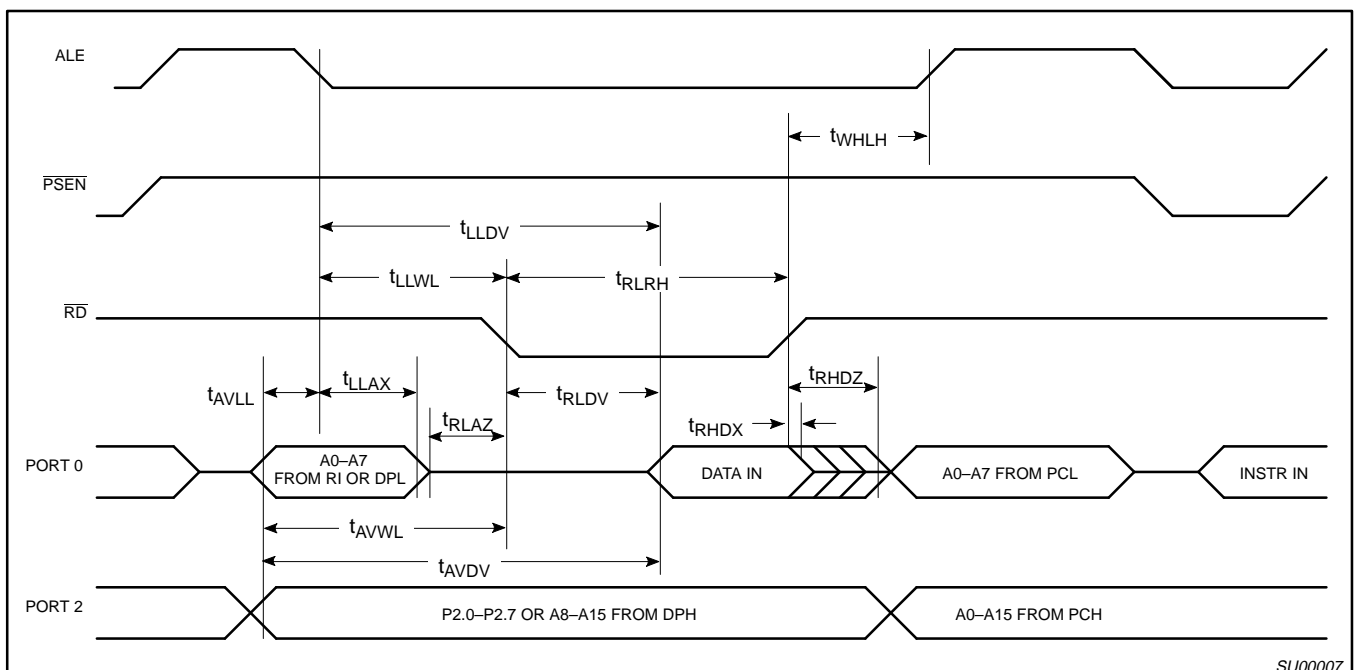 ALE
tWHLH
PSEN
tLLDV
tLLWL
tRLRH
RD
tAVLL
tLLAX
tRLDV
tRHDZ
tRLAZ
tRHDX
PORT 0
A0–A7
FROM RI OR DPL
DATA IN
A0–A7 FROM PCL
INSTR IN
tAVWL
tAVDV
PORT 2
P2.0–P2.7 OR A8–A15 FROM DPH
A0–A15 FROM PCH
SU00007